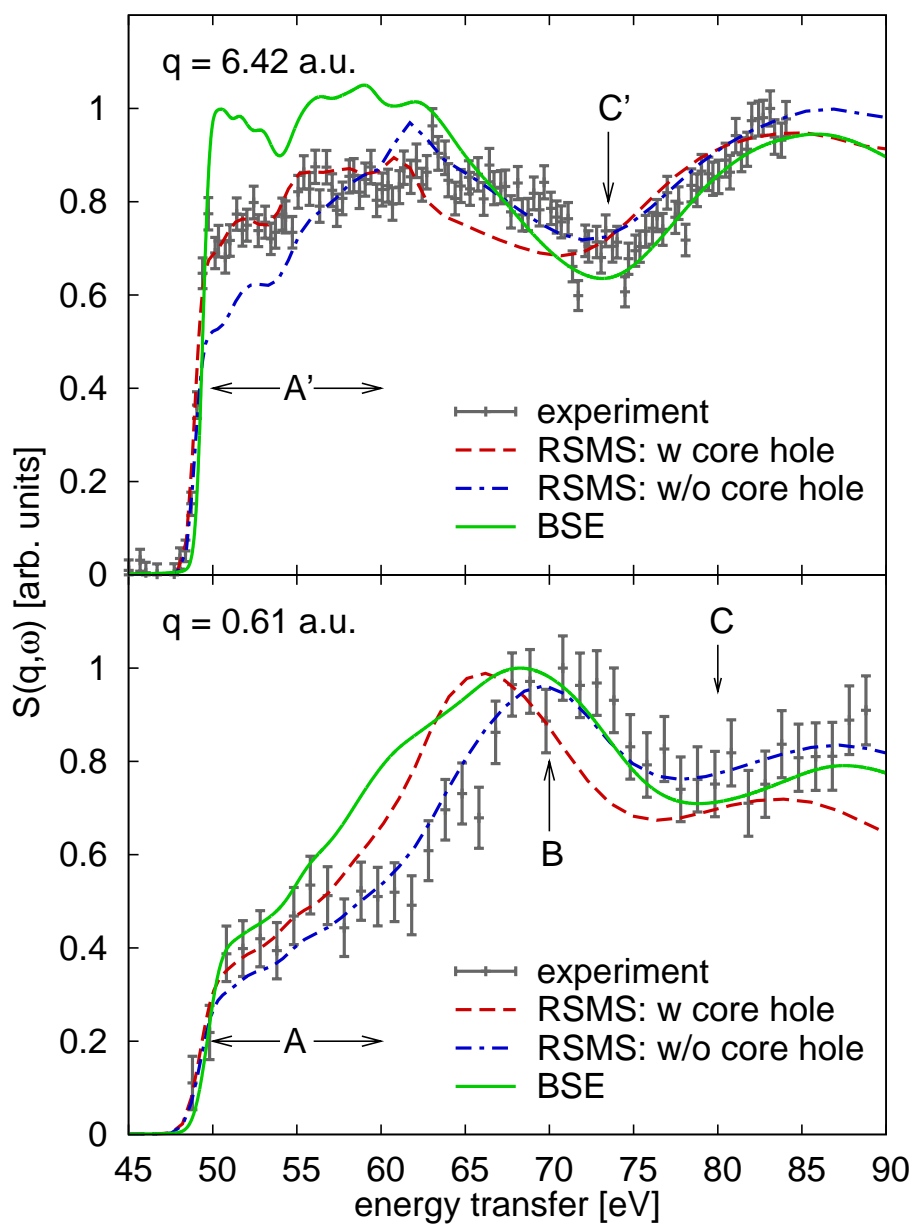 q = 6.42 a.u.
C'
1
0.8
0.6
0.4
0.2
0
A'
experiment
RSMS: w core hole
RSMS: w/o core hole
BSE
S(q,ω) [arb. units]
q = 0.61 a.u.
C
1
0.8
0.6
0.4
0.2
0
B
A
experiment
RSMS: w core hole
RSMS: w/o core hole
BSE
45 50 55 60 65 70 75 80 85 90
energy transfer [eV]